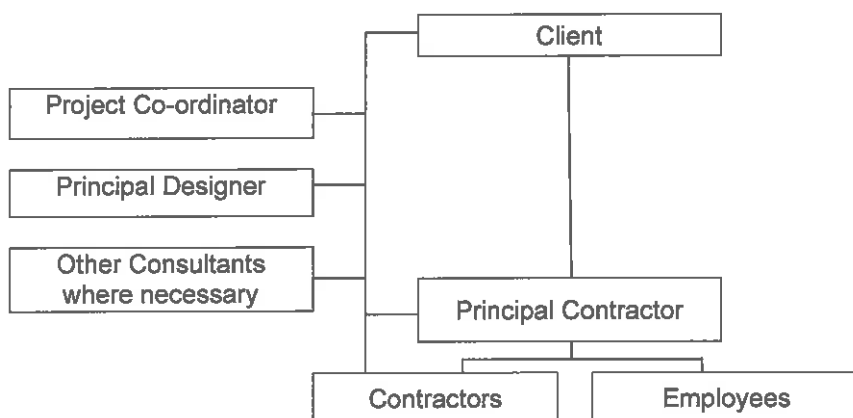 Client
Project Co-ordinator
Principal Designer
Other Consultants
where necessary
Principal Contractor
Contractors
Employees